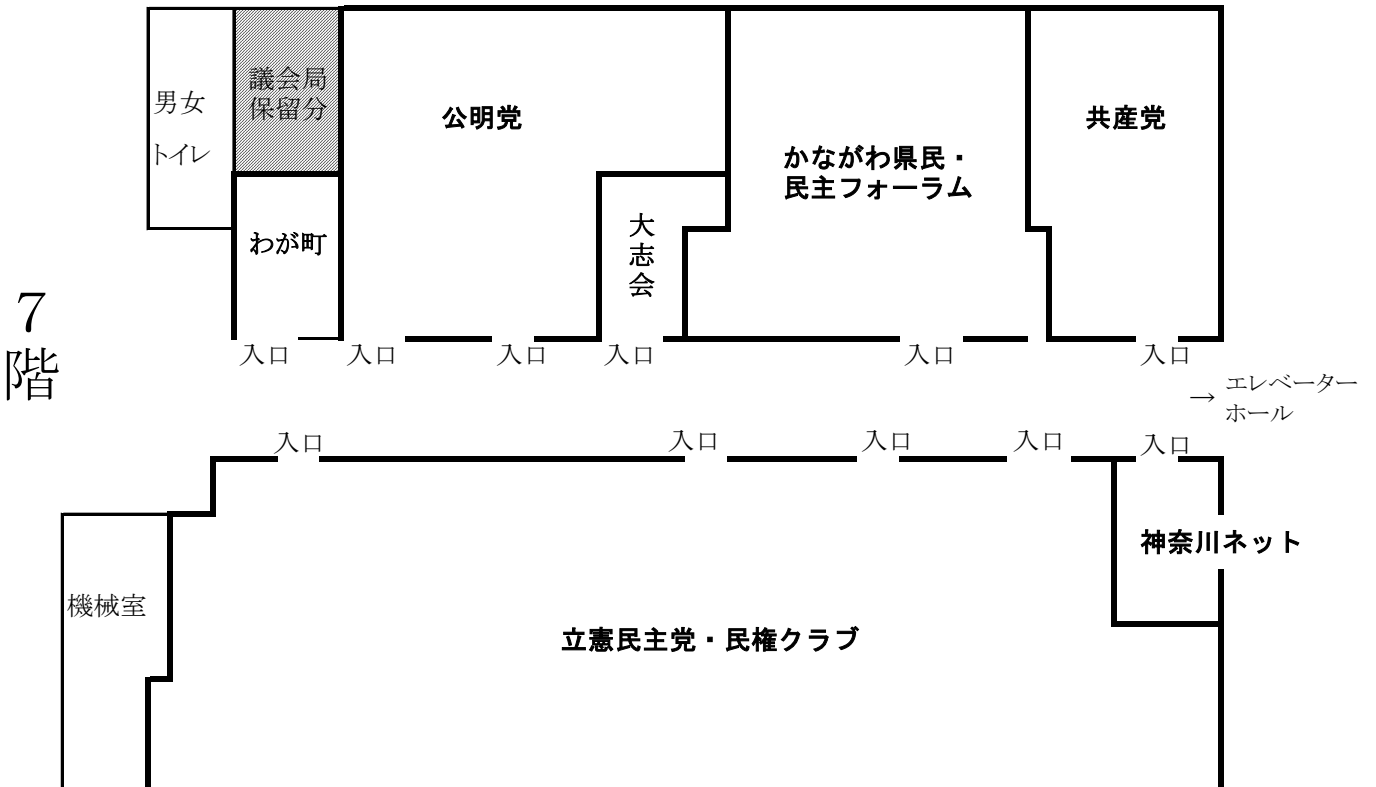 男女
トイレ
議会局
保留分
公明党
かながわ県民・
民主フォーラム
共産党
わが町
大志会
7階
入口
入口
入口
入口
入口
入口
→ エレベーター
ホール
入口
入口
入口
入口
入口
神奈川ネット
機械室
立憲民主党・民権クラブ